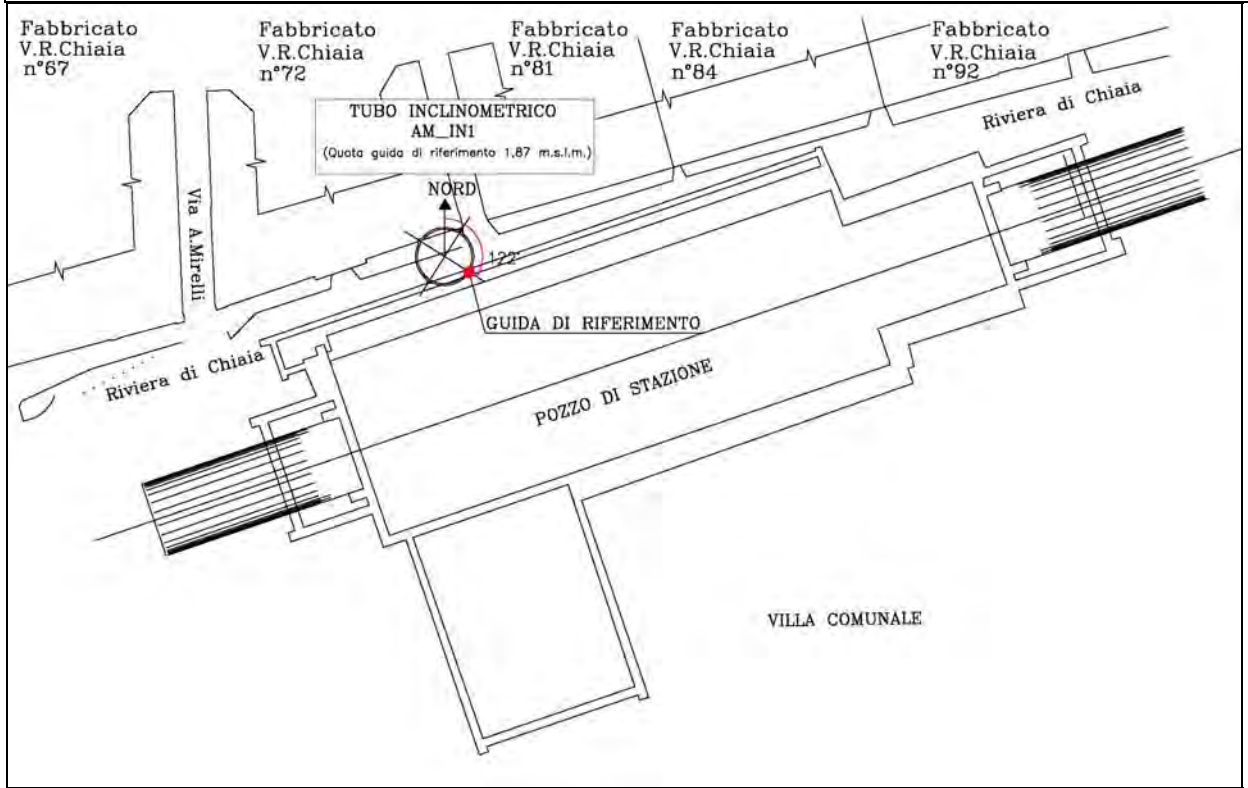 Fabbricato
V.R.Chiaia
n°67
Fabbricato
V.R.Chiaia
n°72
Fabbricato
V.R.Chiaia
n°81
Fabbricato
V.R.Chiaia
n°84
Fabbricato
V.R.Chiaia
n°92
TUBO INCLINOMETRICO
AM_IN1
(Quota guida di riferimento 1,87 m.s.l.m.)
Riviera di Chiaia
NORD
Via A.Mirelli
122°
GUIDA DI RIFERIMENTO
Riviera di Chiaia
POZZO DI STAZIONE
VILLA COMUNALE